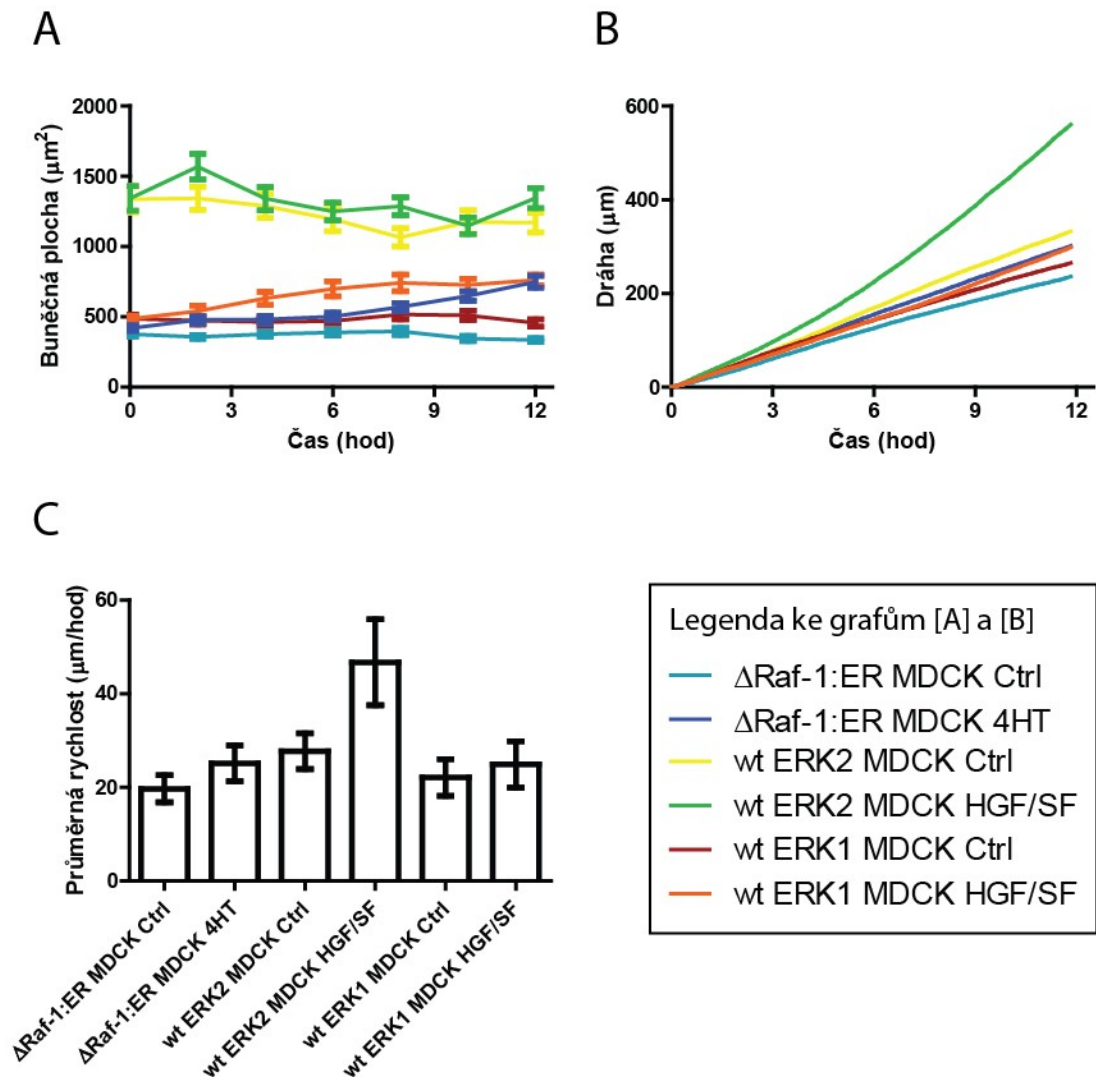 A
Buněčná plocha (μm²)
2000
1500
1000
500
0
0 3 6 9 12
Čas (hod)
B
Dráha (μm)
600
400
200
0
0 3 6 9 12
Čas (hod)
C
Průměrná rychlost (μm/hod)
60
40
20
0
ΔRaf-1:ER MDCK Ctrl
ΔRaf-1:ER MDCK 4HT
wt ERK2 MDCK Ctrl
wt ERK2 MDCK HGF/SF
wt ERK1 MDCK Ctrl
wt ERK1 MDCK HGF/SF
Legenda ke grafům [A] a [B]
ΔRaf-1:ER MDCK Ctrl
ΔRaf-1:ER MDCK 4HT
wt ERK2 MDCK Ctrl
wt ERK2 MDCK HGF/SF
wt ERK1 MDCK Ctrl
wt ERK1 MDCK HGF/SF